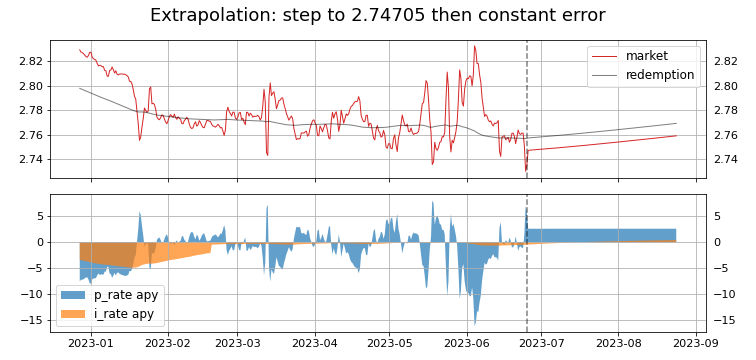 Extrapolation: step to 2.74705 then constant error
2.82 2.82
2.80 2.80
2.78 2.78
2.76 2.76
2.74 2.74
market
redemption
5 5
0 0
−5 −5
−10 −10
−15 −15
p_rate apy
i_rate apy
2023-01 2023-02 2023-03 2023-04 2023-05 2023-06 2023-07 2023-08 2023-09